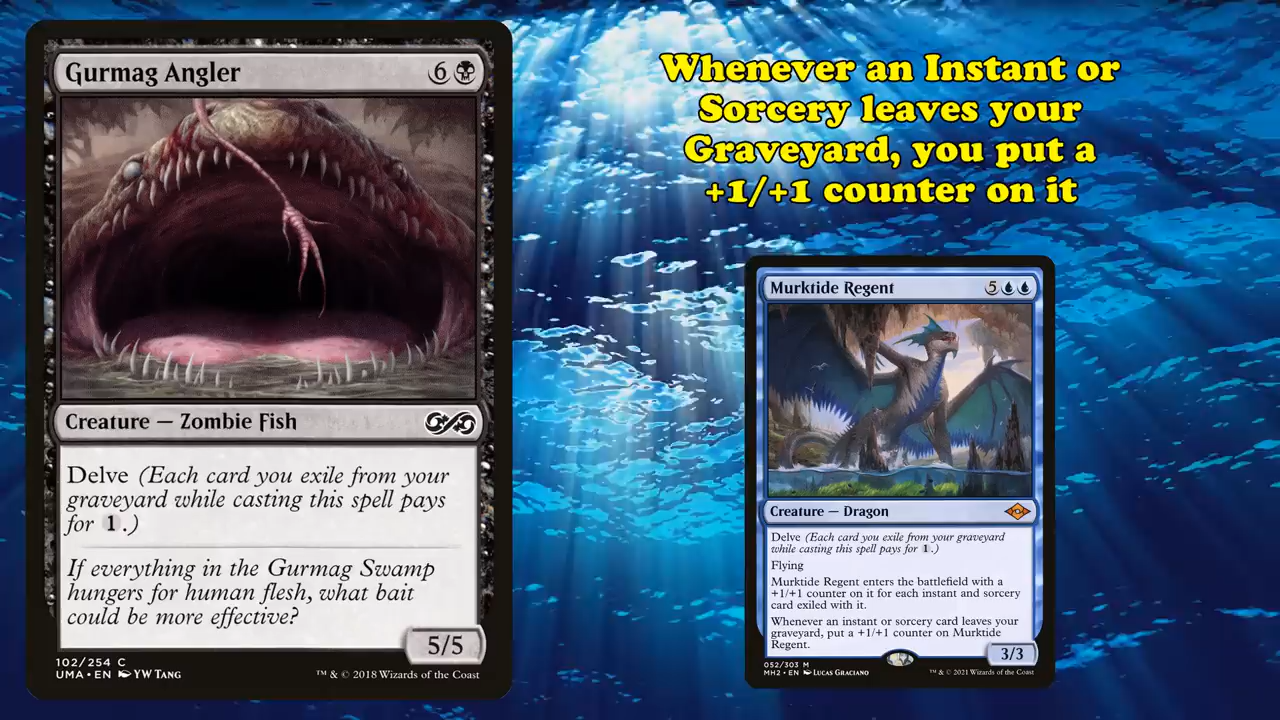 Gurmag Angler 6
Creature — Zombie Fish
Delve (Each card you exile from your
graveyard while casting this spell pays
for 1.)
If everything in the Gurmag Swamp
hungers for human flesh, what bait
could be more effective?
5/5
102/254 C
UMA • EN YW Tang
™ & © 2018 Wizards of the Coast
Whenever an Instant or
Sorcery leaves your
Graveyard, you put a
+1/+1 counter on it
Murktide Regent 5
Creature — Dragon
Delve (Each card you exile from your graveyard
while casting this spell pays for 1.)
Flying
Murktide Regent enters the battlefield with a
+1/+1 counter on it for each instant and sorcery
card exiled with it.
Whenever an instant or sorcery card leaves your
graveyard, put a +1/+1 counter on Murktide
Regent.
3/3
052/303 M
MH2 • EN Lucas Graciano
™ & © 2021 Wizards of the Coast